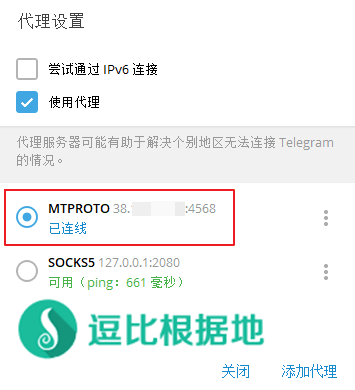 代理设置
尝试通过 IPv6 连接
使用代理
代理服务器可能有助于解决个别地区无法连接 Telegram
的情况。
MTPROTO 38. :4568
已连线
SOCKS5 127.0.0.1:2080
可用（ping：661 毫秒）
逗比根据地
关闭 添加代理